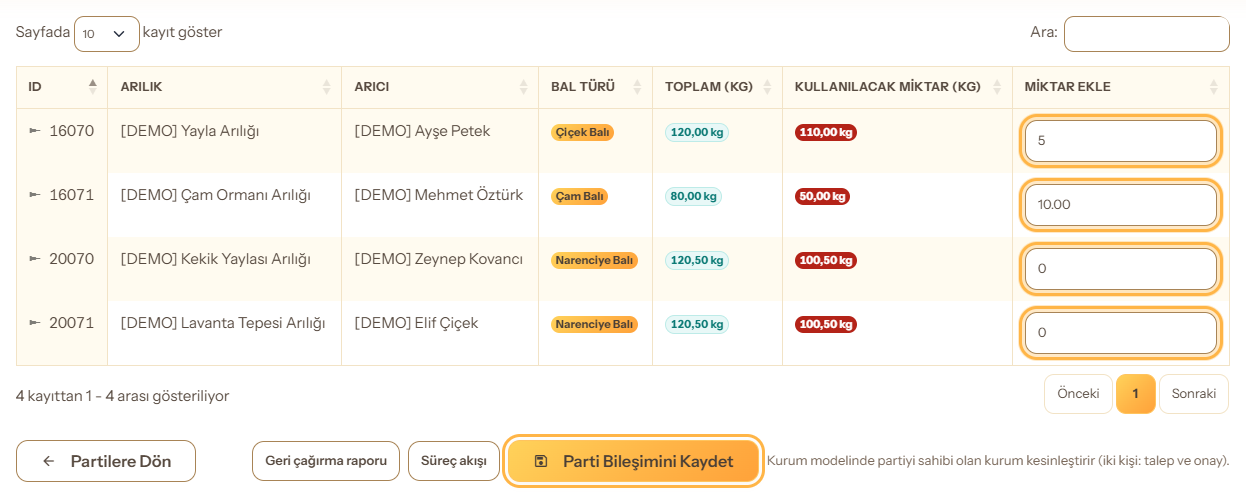 Sayfada 10 kayıt göster
Ara:
ID ARILIK ARICI BAL TÜRÜ TOPLAM (KG) KULLANILACAK MİKTAR (KG) MİKTAR EKLE
16070 [DEMO] Yayla Arılığı [DEMO] Ayşe Petek Çiçek Balı 120,00 kg 110,00 kg 5
16071 [DEMO] Çam Ormanı Arılığı [DEMO] Mehmet Öztürk Çam Balı 80,00 kg 50,00 kg 10.00
20070 [DEMO] Kekik Yaylası Arılığı [DEMO] Zeynep Kovancı Narenciye Balı 120,50 kg 100,50 kg 0
20071 [DEMO] Lavanta Tepesi Arılığı [DEMO] Elif Çiçek Narenciye Balı 120,50 kg 100,50 kg 0
4 kayıttan 1 - 4 arası gösteriliyor
Önceki 1 Sonraki
Partilere Dön
Geri çağırma raporu
Süreç akışı
Parti Bileşimini Kaydet
Kurum modelinde partiyi sahibi olan kurum kesinleştirir (iki kişi: talep ve onay).